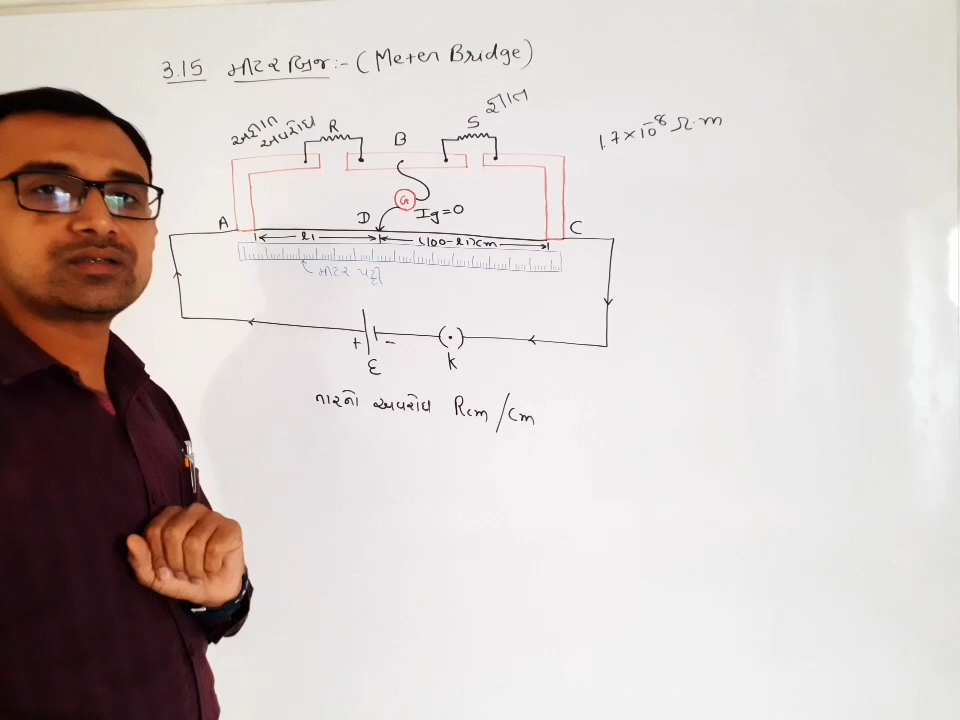 3.15 મીટર બ્રિજ :- (Meter Bridge)
અજ્ઞાત
અવરોધ
R
B
S
જ્ઞાત
1.7×10⁻⁸ Ω.m
G
Ig=0
A
D
C
l1
(100-l1)cm
મીટર પટ્ટી
+
-
ε
k
તારનો અવરોધ Rcm/cm